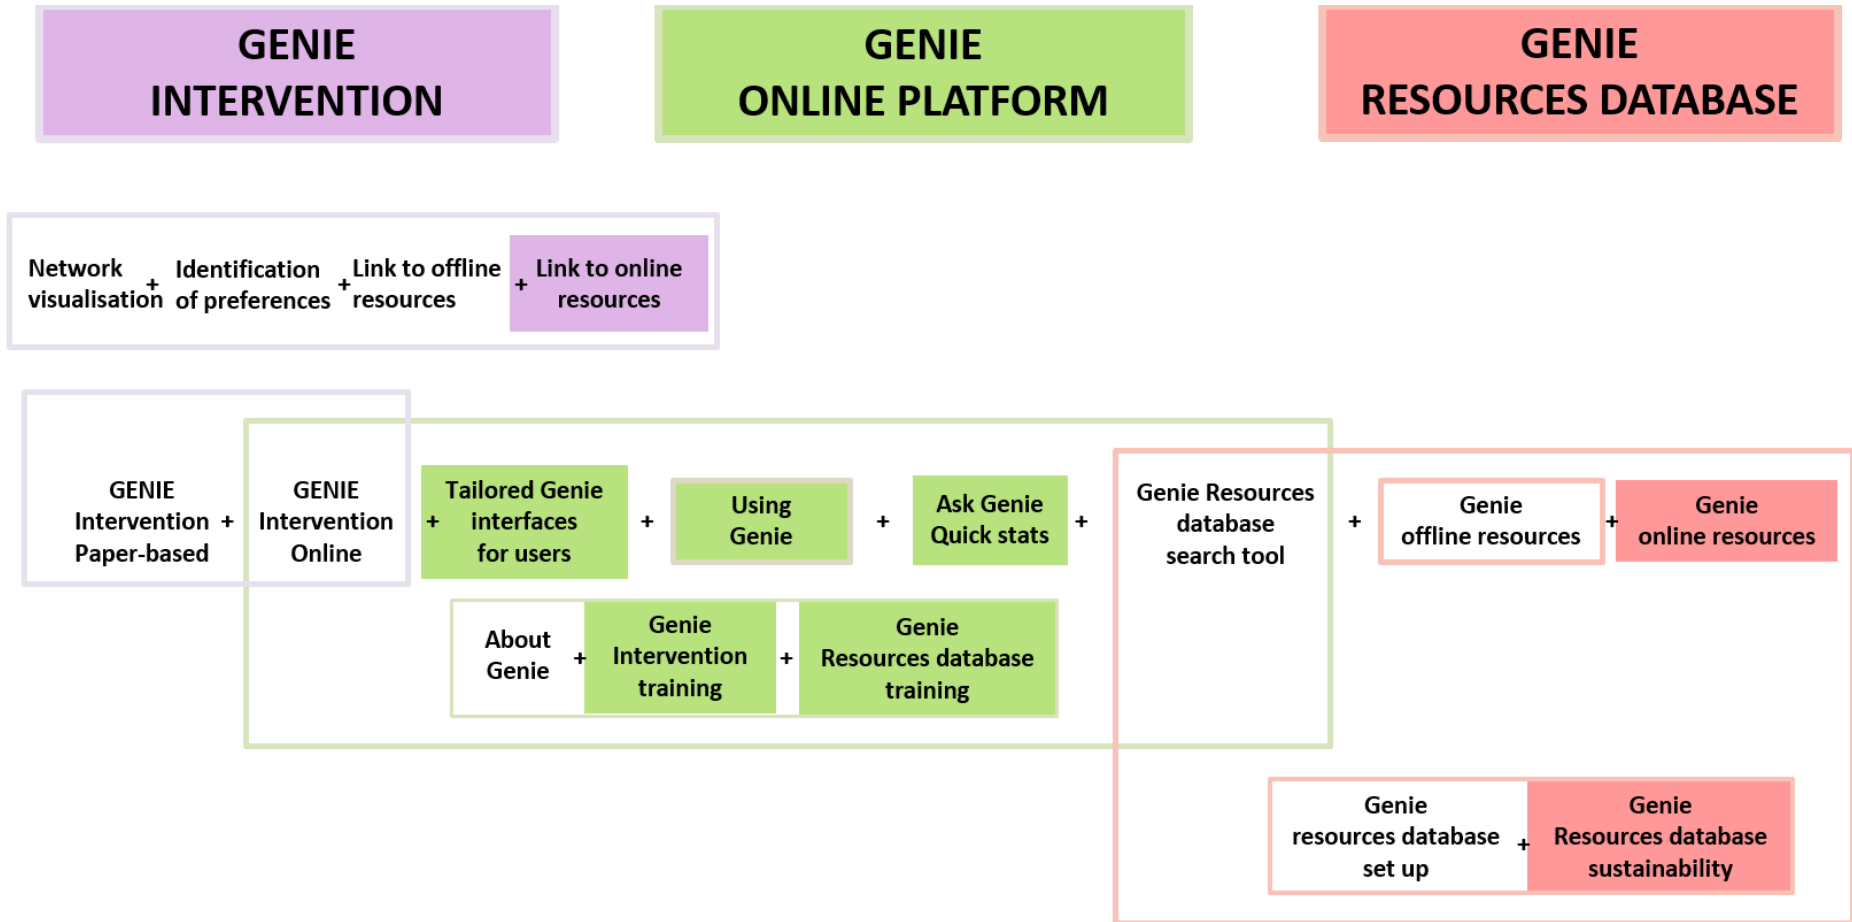 GENIE
INTERVENTION
GENIE
ONLINE PLATFORM
GENIE
RESOURCES DATABASE
Network
visualisation
+
Identification
of preferences
+
Link to offline
resources
+
Link to online
resources
GENIE
Intervention
Paper-based
+
GENIE
Intervention
Online
+
Tailored Genie
interfaces
for users
+
Using
Genie
+
Ask Genie
Quick stats
+
Genie Resources
database
search tool
+
Genie
offline resources
+
Genie
online resources
About
Genie
+
Genie
Intervention
training
+
Genie
Resources database
training
Genie
resources database
set up
+
Genie
Resources database
sustainability